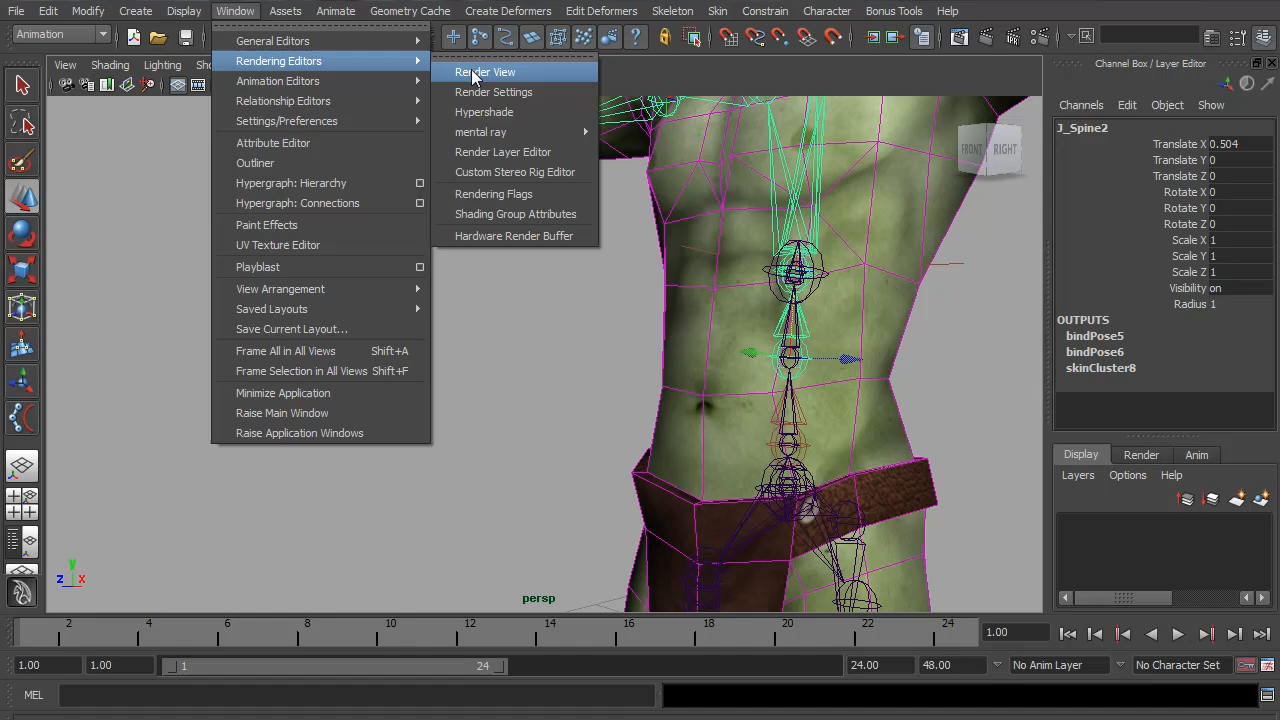 File Edit Modify Create Display Window Assets Animate Geometry Cache Create Deformers Edit Deformers Skeleton Skin Constrain Character Bonus Tools Help
Animation
View Shading Lighting
General Editors
Rendering Editors
Animation Editors
Relationship Editors
Settings/Preferences
Attribute Editor
Outliner
Hypergraph: Hierarchy
Hypergraph: Connections
Paint Effects
UV Texture Editor
Playblast
View Arrangement
Saved Layouts
Save Current Layout...
Frame All in All Views Shift+A
Frame Selection in All Views Shift+F
Minimize Application
Raise Main Window
Raise Application Windows
Render View
Render Settings
Hypershade
mental ray
Render Layer Editor
Custom Stereo Rig Editor
Rendering Flags
Shading Group Attributes
Hardware Render Buffer
FRONT RIGHT
y
z x
persp
Channel Box / Layer Editor
Channels Edit Object Show
J_Spine2
Translate X 0.504
Translate Y 0
Translate Z 0
Rotate X 0
Rotate Y 0
Rotate Z 0
Scale X 1
Scale Y 1
Scale Z 1
Visibility on
Radius 1
OUTPUTS
bindPose5
bindPose6
skinCluster8
Display Render Anim
Layers Options Help
2 4 6 8 10 12 14 16 18 20 22 24
1.00
1.00 1.00 1 24 24.00 48.00 No Anim Layer No Character Set
MEL